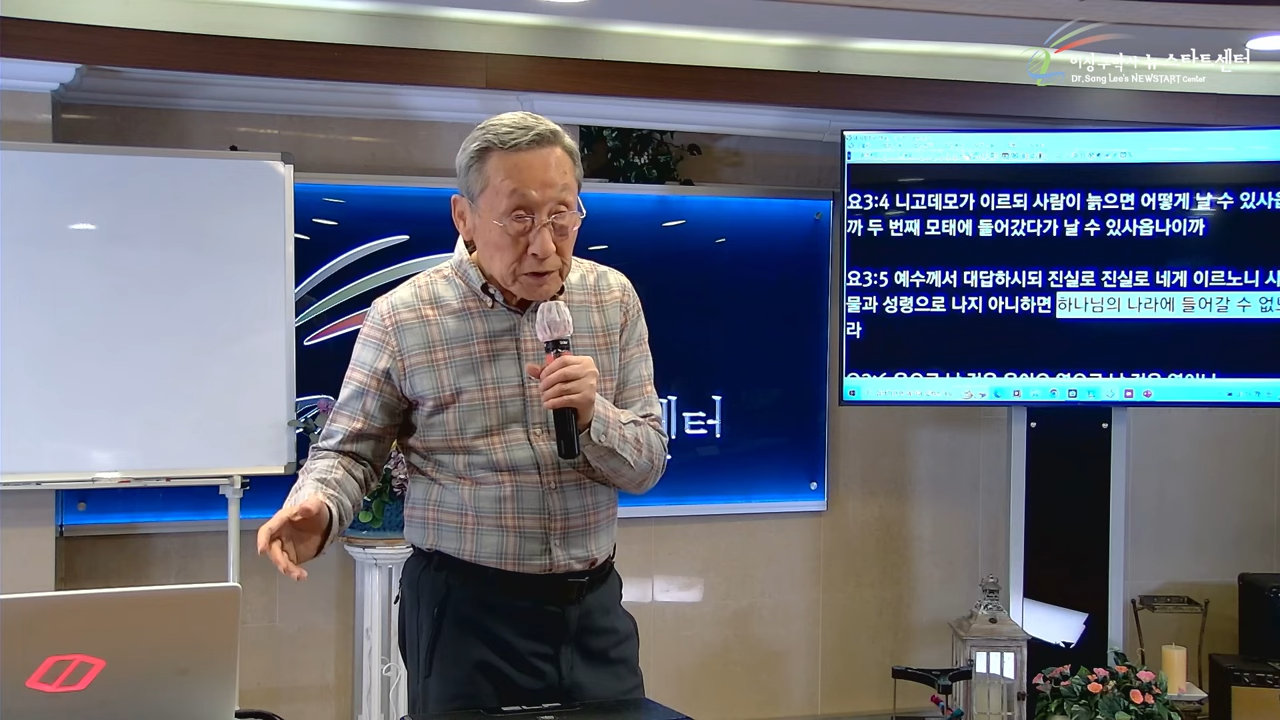 뉴스타트센터
Dr. Sang Lee's NEWSTART Center
요3:4 니고데모가 이르되 사람이 늙으면 어떻게 날 수 있사옵
까 두 번째 모태에 들어갔다가 날 수 있사옵나이까
요3:5 예수께서 대답하시되 진실로 진실로 네게 이르노니 사
물과 성령으로 나지 아니하면 하나님의 나라에 들어갈 수 없
라
센터